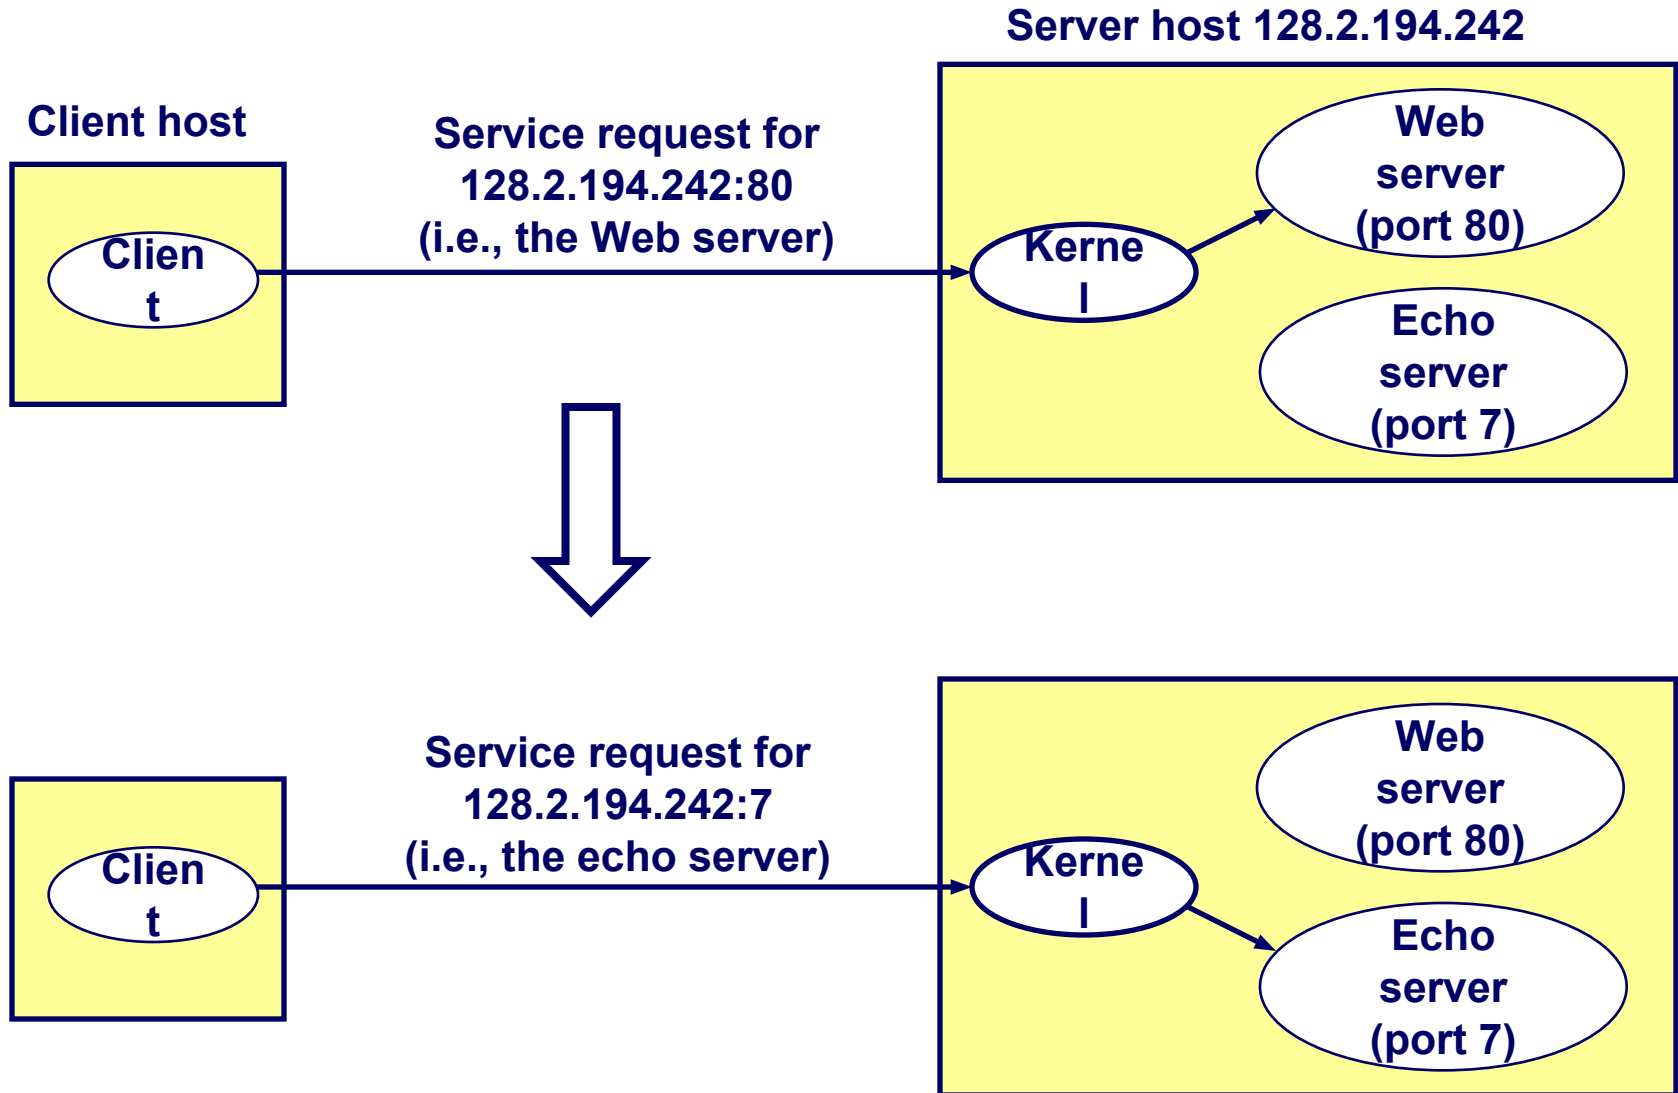 Server host 128.2.194.242
Client host
Service request for
128.2.194.242:80
(i.e., the Web server)
Clien
t
Kerne
l
Web
server
(port 80)
Echo
server
(port 7)
Service request for
128.2.194.242:7
(i.e., the echo server)
Clien
t
Kerne
l
Web
server
(port 80)
Echo
server
(port 7)